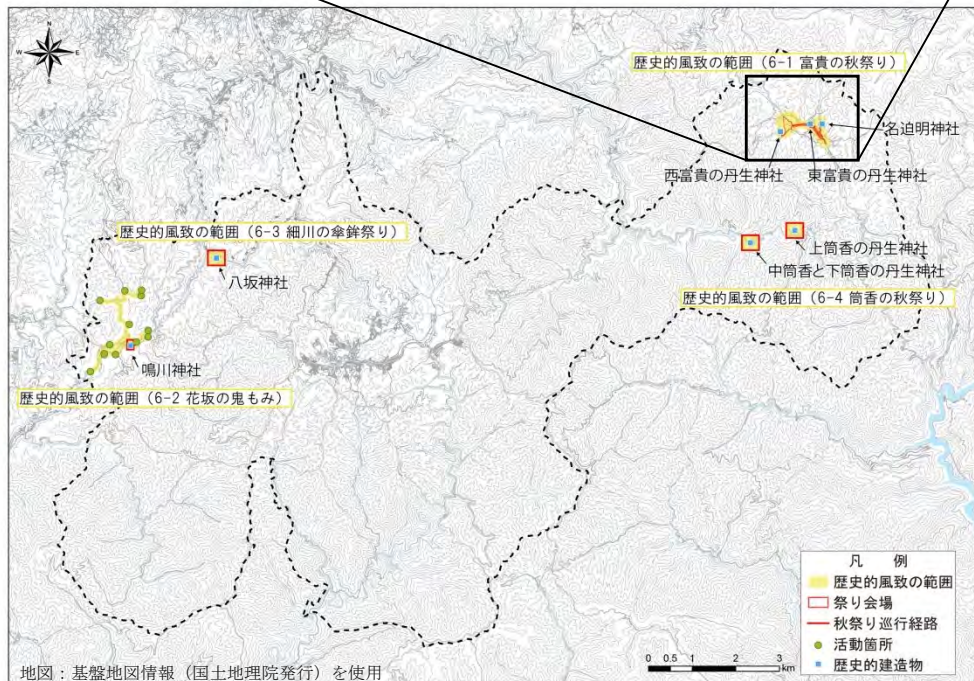 N
W E
S
歴史的風致の範囲（6-1 富貴の秋祭り）
名迫明神社
西富貴の丹生神社 東富貴の丹生神社
歴史的風致の範囲（6-3 細川の傘鉾祭り）
八坂神社
上筒香の丹生神社
中筒香と下筒香の丹生神社
歴史的風致の範囲（6-4 筒香の秋祭り）
鳴川神社
歴史的風致の範囲（6-2 花坂の鬼もみ）
凡 例
歴史的風致の範囲
祭り会場
秋祭り巡行経路
活動箇所
歴史的建造物
0 0.5 1 2 3
km
地図：基盤地図情報（国土地理院発行）を使用